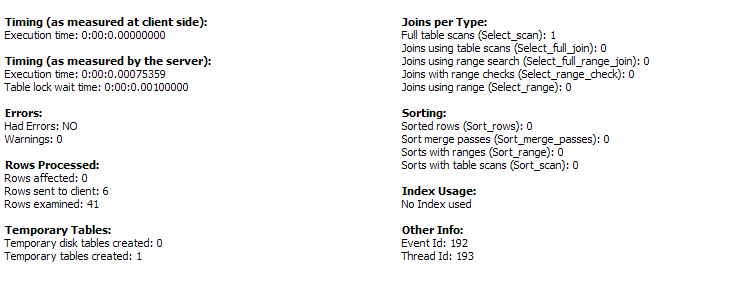 Timing (as measured at client side):
Execution time: 0:00:0.00000000
Timing (as measured by the server):
Execution time: 0:00:0.00075359
Table lock wait time: 0:00:0.00100000
Errors:
Had Errors: NO
Warnings: 0
Rows Processed:
Rows affected: 0
Rows sent to client: 6
Rows examined: 41
Temporary Tables:
Temporary disk tables created: 0
Temporary tables created: 1
Joins per Type:
Full table scans (Select_scan): 1
Joins using table scans (Select_full_join): 0
Joins using range search (Select_full_range_join): 0
Joins with range checks (Select_range_check): 0
Joins using range (Select_range): 0
Sorting:
Sorted rows (Sort_rows): 0
Sort merge passes (Sort_merge_passes): 0
Sorts with ranges (Sort_range): 0
Sorts with table scans (Sort_scan): 0
Index Usage:
No Index used
Other Info:
Event Id: 192
Thread Id: 193